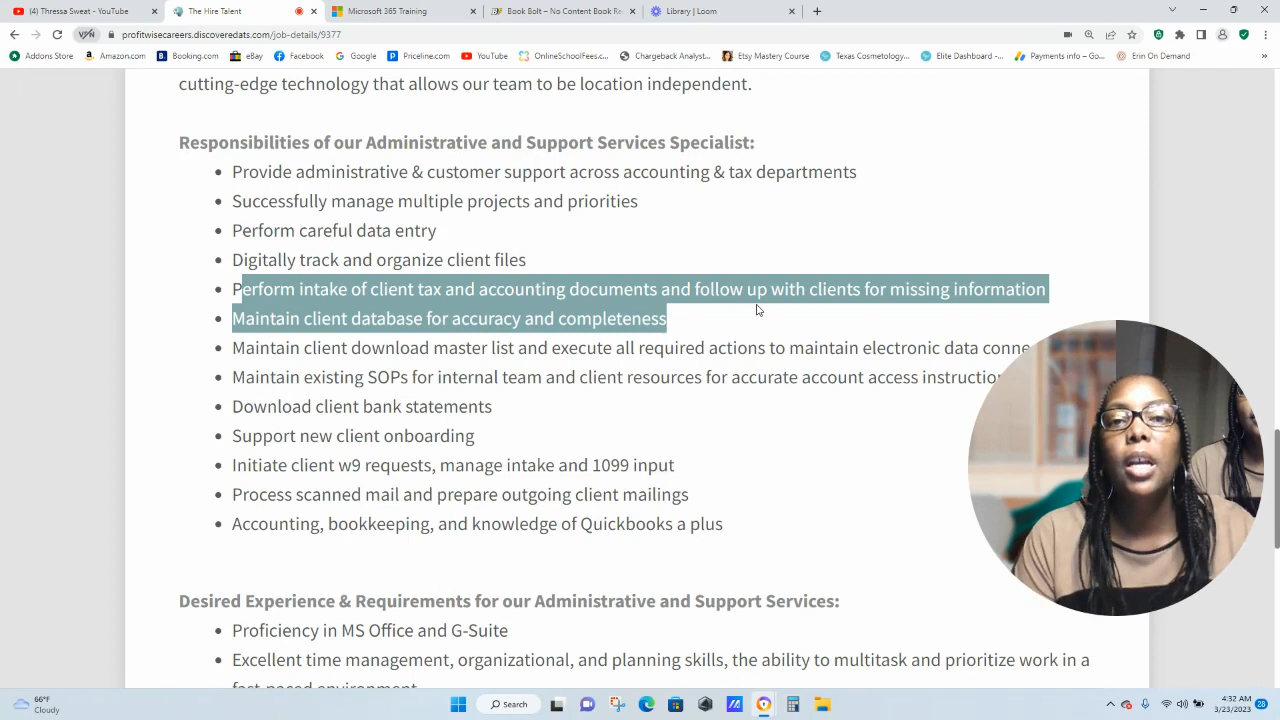 (4) Thressa Sweat - YouTube
The Hire Talent
Microsoft 365 Training
Book Bolt – No Content Book Re
Library | Loom
profitwisecareers.discoveredats.com/job-details/9377
Addons Store
Amazon.com
Booking.com
eBay
Facebook
Google
Priceline.com
YouTube
OnlineSchoolFees...
Chargeback Analyst...
Etsy Mastery Course
Texas Cosmetology...
Elite Dashboard -...
Payments info – Go...
Erin On Demand
cutting-edge technology that allows our team to be location independent.
Responsibilities of our Administrative and Support Services Specialist:
Provide administrative & customer support across accounting & tax departments
Successfully manage multiple projects and priorities
Perform careful data entry
Digitally track and organize client files
Perform intake of client tax and accounting documents and follow up with clients for missing information
Maintain client database for accuracy and completeness
Maintain client download master list and execute all required actions to maintain electronic data conne
Maintain existing SOPs for internal team and client resources for accurate account access instruction
Download client bank statements
Support new client onboarding
Initiate client w9 requests, manage intake and 1099 input
Process scanned mail and prepare outgoing client mailings
Accounting, bookkeeping, and knowledge of Quickbooks a plus
Desired Experience & Requirements for our Administrative and Support Services:
Proficiency in MS Office and G-Suite
Excellent time management, organizational, and planning skills, the ability to multitask and prioritize work in a
fast-paced environment
66°F
Cloudy
Search
4:32 AM
3/23/2023
28